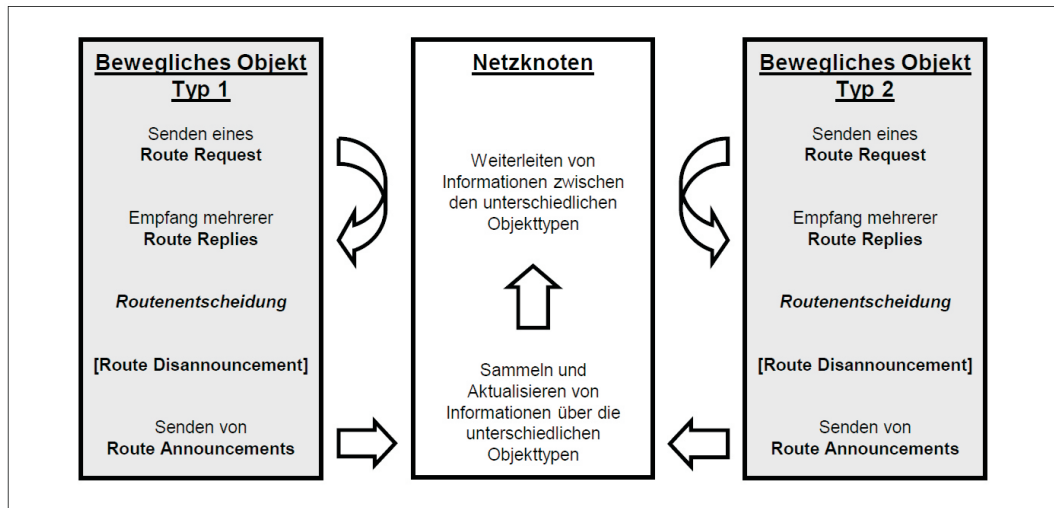 Bewegliches Objekt
Typ 1
Senden eines
Route Request
Empfang mehrerer
Route Replies
Routenentscheidung
[Route Disannouncement]
Senden von
Route Announcements
Netzknoten
Weiterleiten von
Informationen zwischen
den unterschiedlichen
Objekttypen
Sammeln und
Aktualisieren von
Informationen über die
unterschiedlichen
Objekttypen
Bewegliches Objekt
Typ 2
Senden eines
Route Request
Empfang mehrerer
Route Replies
Routenentscheidung
[Route Disannouncement]
Senden von
Route Announcements